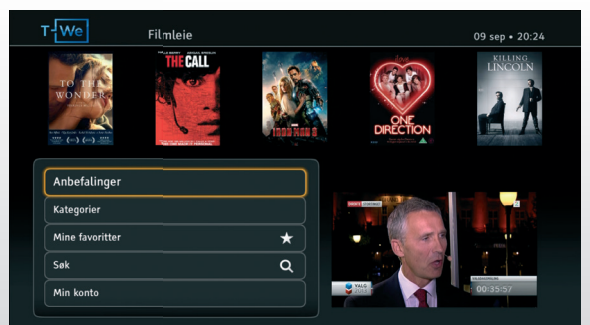 T-We
Filmleie
09 sep • 20:24
TO THE
WONDER
THE CALL
IRON MAN 3
Love
ONE
DIRECTION
KILLING
LINCOLN
Anbefalinger
Kategorier
Mine favoritter
Søk
Min konto
VALG
00:35:57